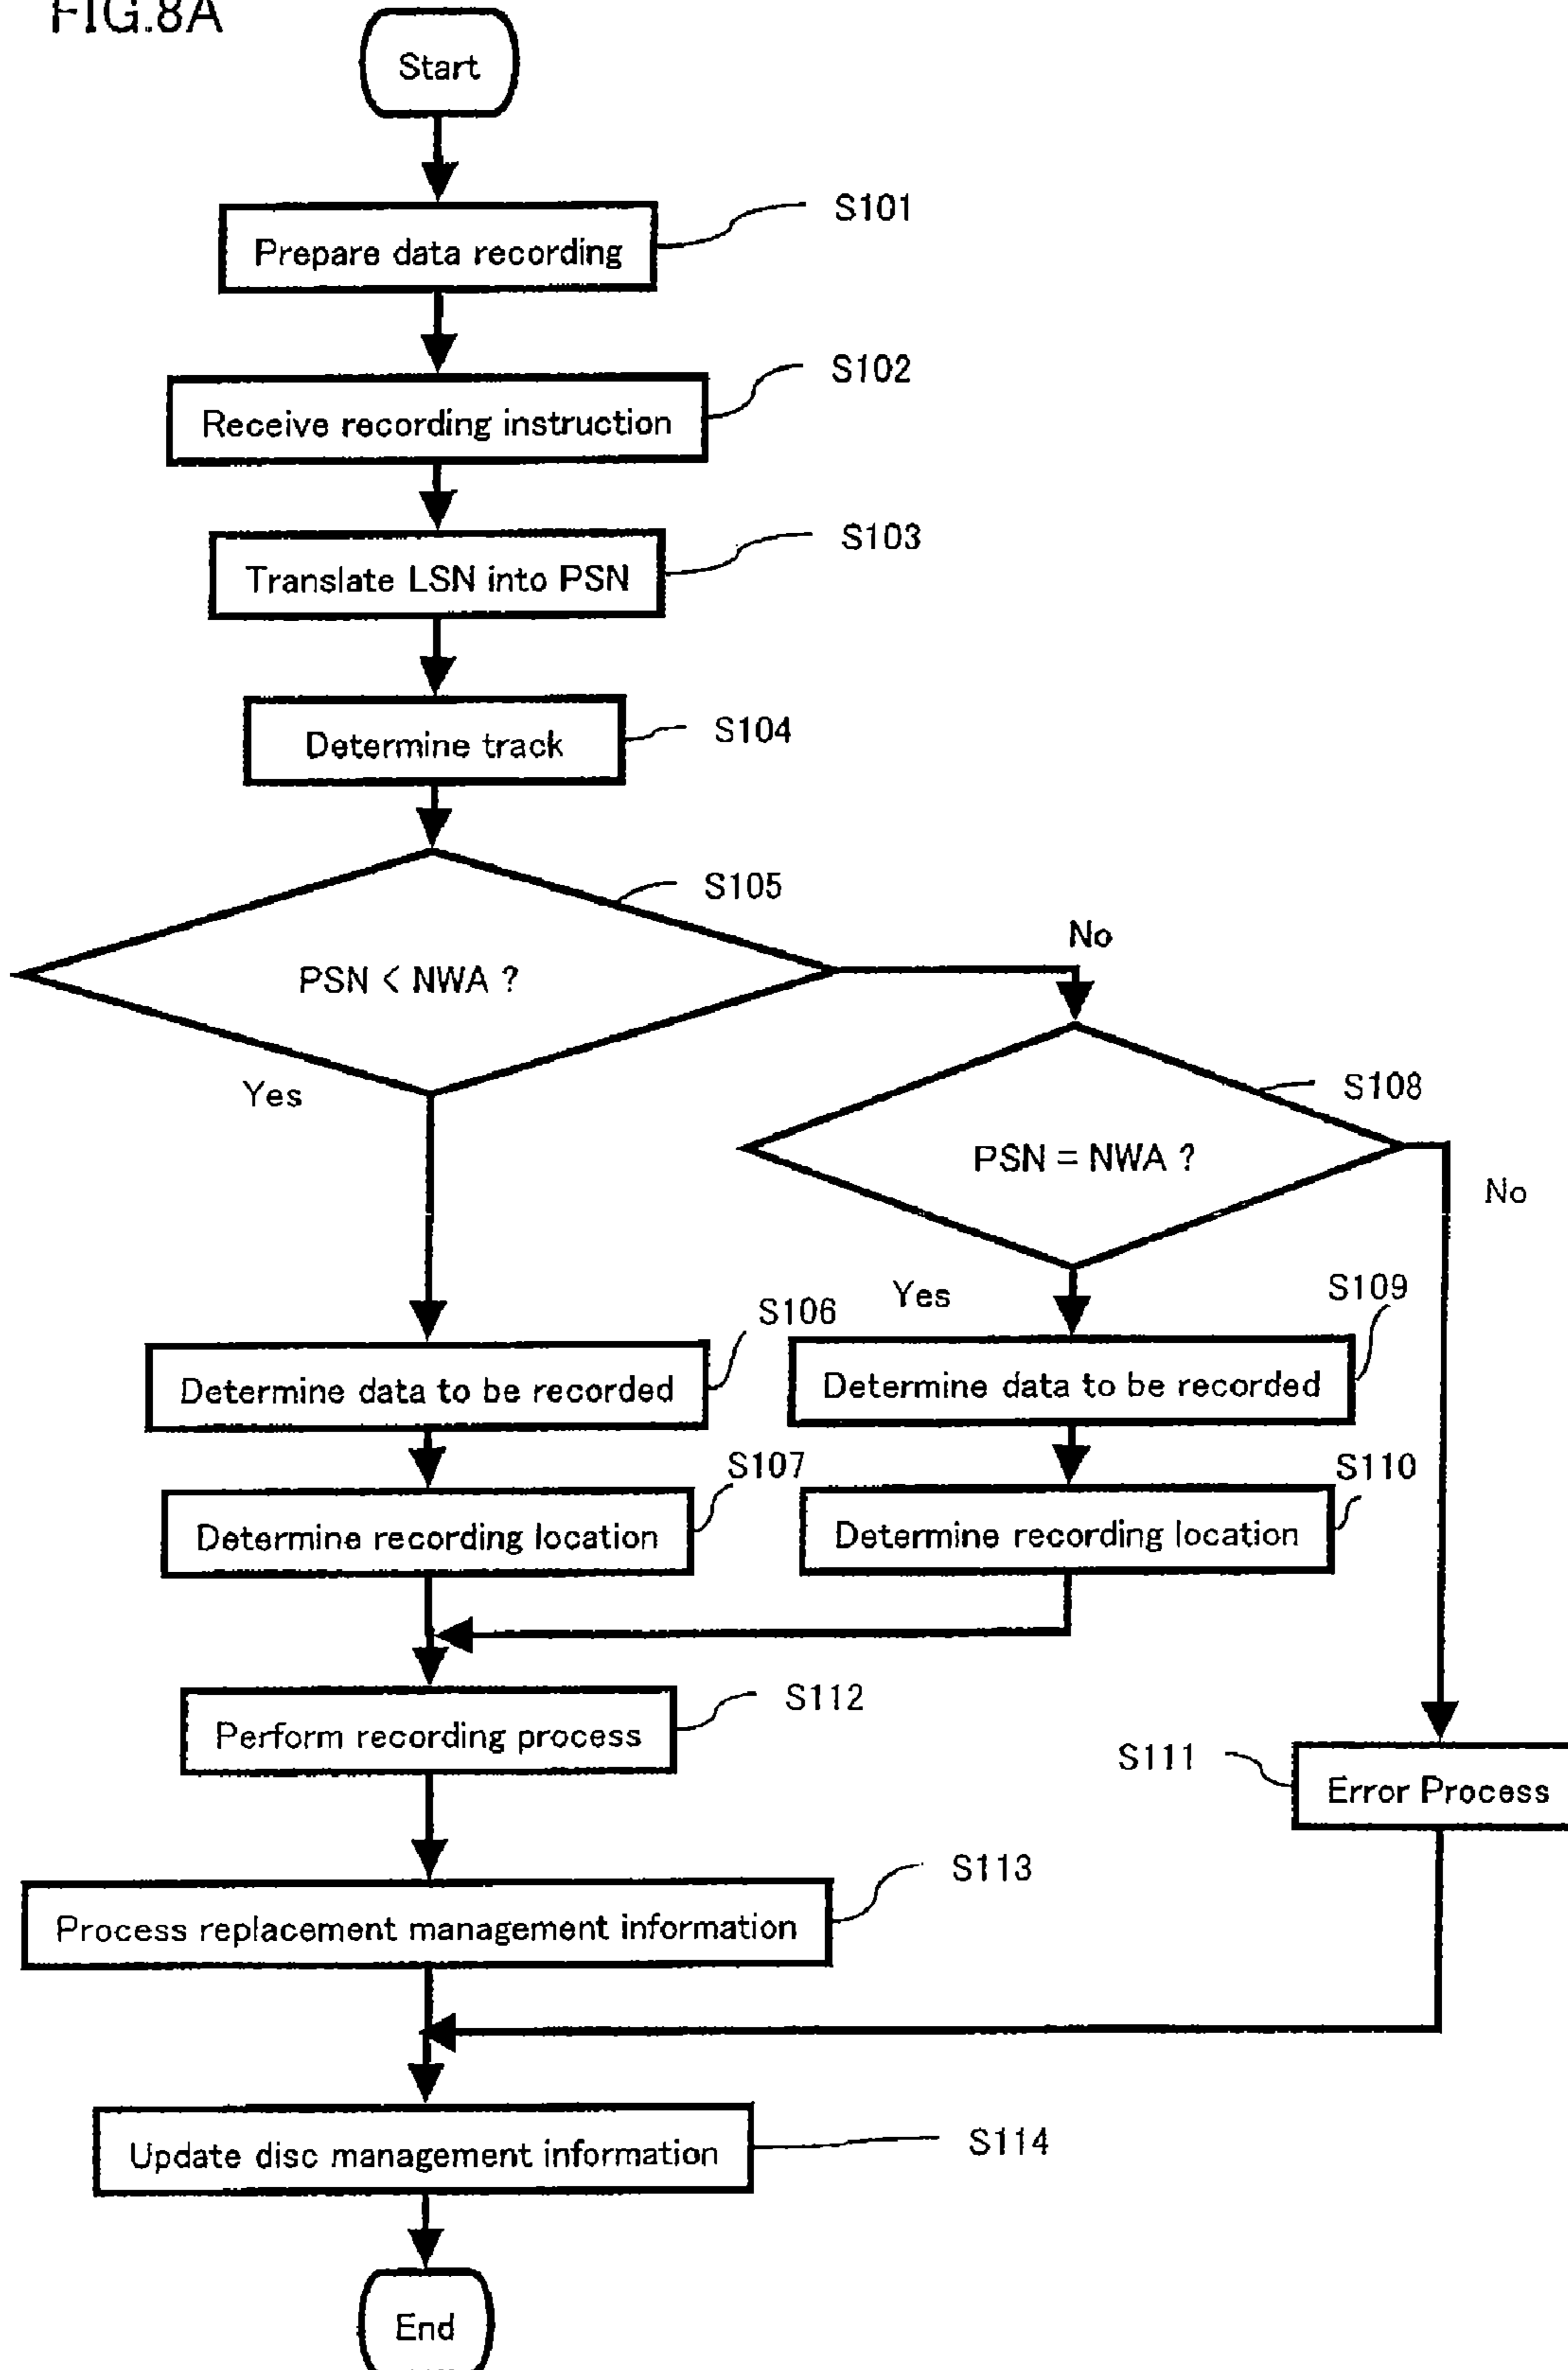 FIG.8A
Start
S101
Prepare data recording
S102
Receive recording instruction
S103
Translate LSN into PSN
S104
Determine track
S105
PSN < NWA ?
No
Yes
S108
PSN = NWA ?
No
Yes
S106
Determine data to be recorded
S109
Determine data to be recorded
S107
Determine recording location
S110
Determine recording location
S112
Perform recording process
S111
Error Process
S113
Process replacement management information
S114
Update disc management information
End